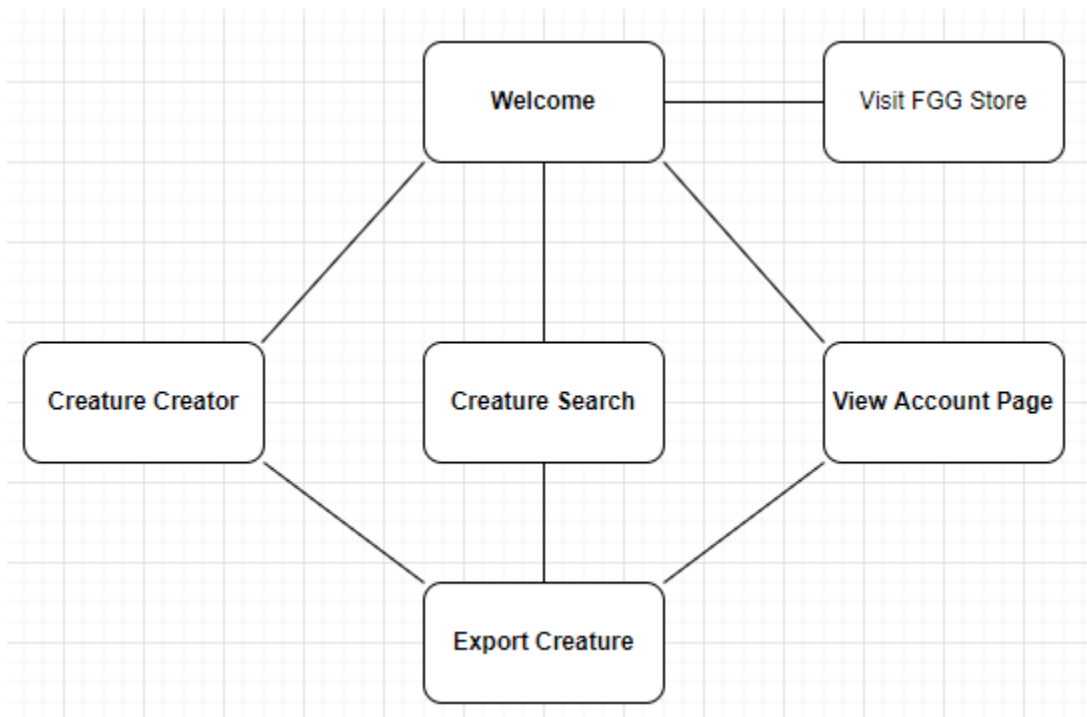 Welcome
Visit FGG Store
Creature Creator
Creature Search
View Account Page
Export Creature